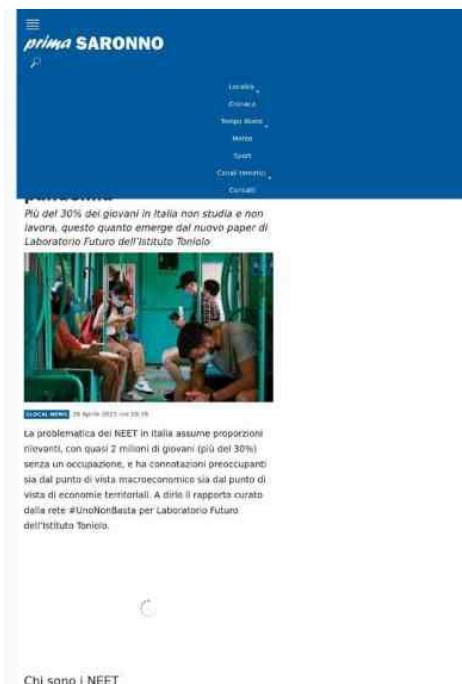 prima SARONNO
Località
Cronaca
Tempo libero
Meteo
Sport
Canali tematici
Contatti
Più del 30% dei giovani in Italia non studia e non
lavora, questo quanto emerge dal nuovo paper di
Laboratorio Futuro dell'Istituto Toniolo
GLOCAL NEWS
La problematica dei NEET in Italia assume proporzioni
rilevanti, con quasi 2 milioni di giovani (più del 30%)
senza un occupazione, e ha connotazioni preoccupanti
sia dal punto di vista macroeconomico sia dal punto di
vista di economie territoriali. A dirlo il rapporto curato
dalla rete #UnoNonBasta per Laboratorio Futuro
dell'Istituto Toniolo.
Chi sono i NEET